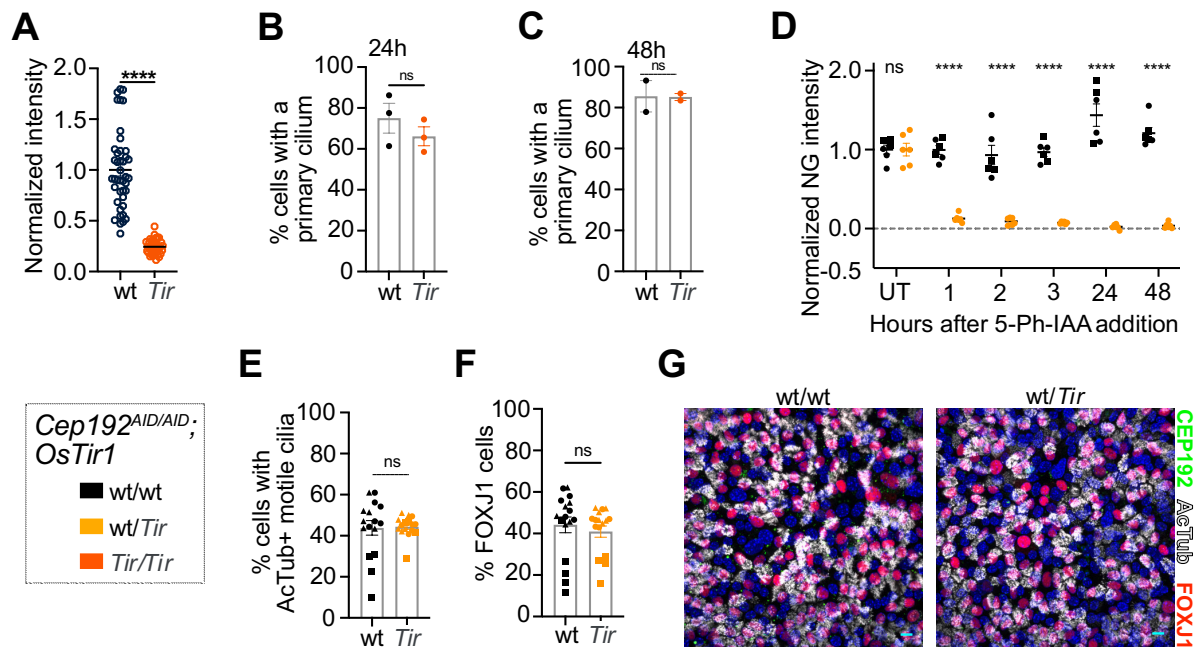 A
Normalized intensity
2.0
1.5
1.0
0.5
0.0
****
wt Tir
B
24h
% cells with a
primary cilium
100
80
60
40
20
0
ns
wt Tir
C
48h
% cells with a
primary cilium
100
80
60
40
20
0
ns
wt Tir
D
Normalized NG intensity
2.0
1.0
0.0
-0.5
ns **** **** **** **** ****
UT 1 2 3 24 48
Hours after 5-Ph-IAA addition
Cep192AID/AID;
OsTir1
wt/wt
wt/Tir
Tir/Tir
E
% cells with
AcTub+ motile cilia
100
80
60
40
20
0
ns
wt Tir
F
% FOXJ1 cells
100
80
60
40
20
0
ns
wt Tir
G
wt/wt wt/Tir
CEP192 AcTub FOXJ1